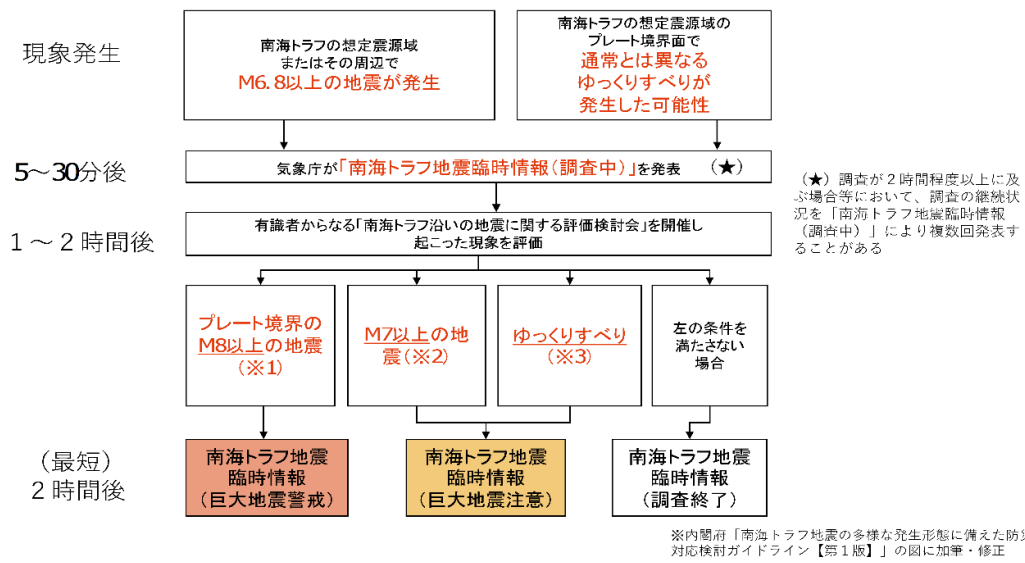 現象発生
南海トラフの想定震源域
またはその周辺で
M6.8以上の地震が発生
南海トラフの想定震源域の
プレート境界面で
通常とは異なる
ゆっくりすべりが
発生した可能性
5～30分後
気象庁が「南海トラフ地震臨時情報(調査中)」を発表　(★)
（★）調査が２時間程度以上に及
ぶ場合等において、調査の継続状
況を「南海トラフ地震臨時情報
（調査中）」により複数回発表す
ることがある
１～２時間後
有識者からなる「南海トラフ沿いの地震に関する評価検討会」を開催し
起こった現象を評価
プレート境界の
M8以上の地震
(※1)
M7以上の地
震(※2)
ゆっくりすべり
(※3)
左の条件を
満たさない
場合
（最短）
２時間後
南海トラフ地震
臨時情報
(巨大地震警戒)
南海トラフ地震
臨時情報
(巨大地震注意)
南海トラフ地震
臨時情報
(調査終了)
※内閣府「南海トラフ地震の多様な発生形態に備えた防災
対応検討ガイドライン【第１版】」の図に加筆・修正